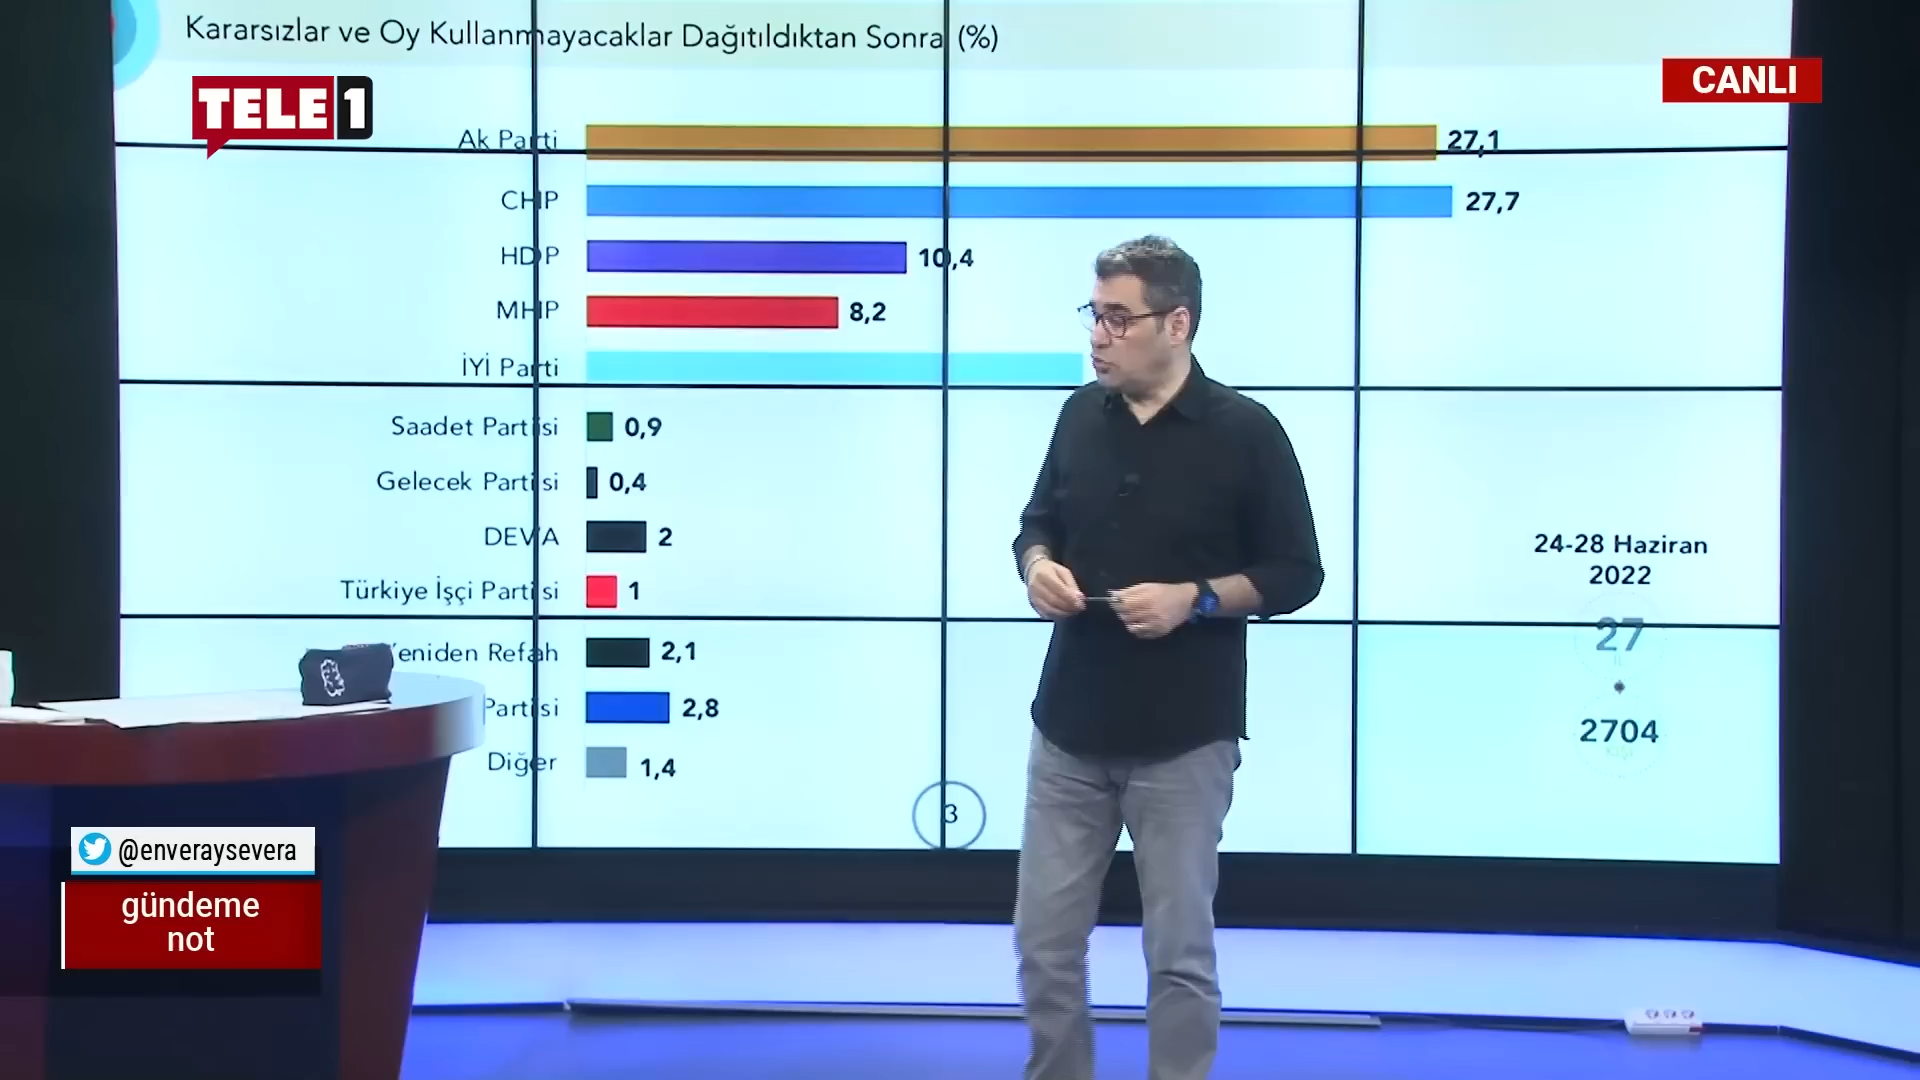 Kararsızlar ve Oy Kullanmayacaklar Dağıtıldıktan Sonra (%)
TELE1
CANLI
Ak Parti 27,1
CHP 27,7
HDP 10,4
MHP 8,2
İYİ Parti
Saadet Partisi 0,9
Gelecek Partisi 0,4
DEVA 2
Türkiye İşçi Partisi 1
Yeniden Refah 2,1
Partisi 2,8
Diğer 1,4
24-28 Haziran
2022
27
İL
2704
KİŞİ
3
@enveraysevera
gündeme
not